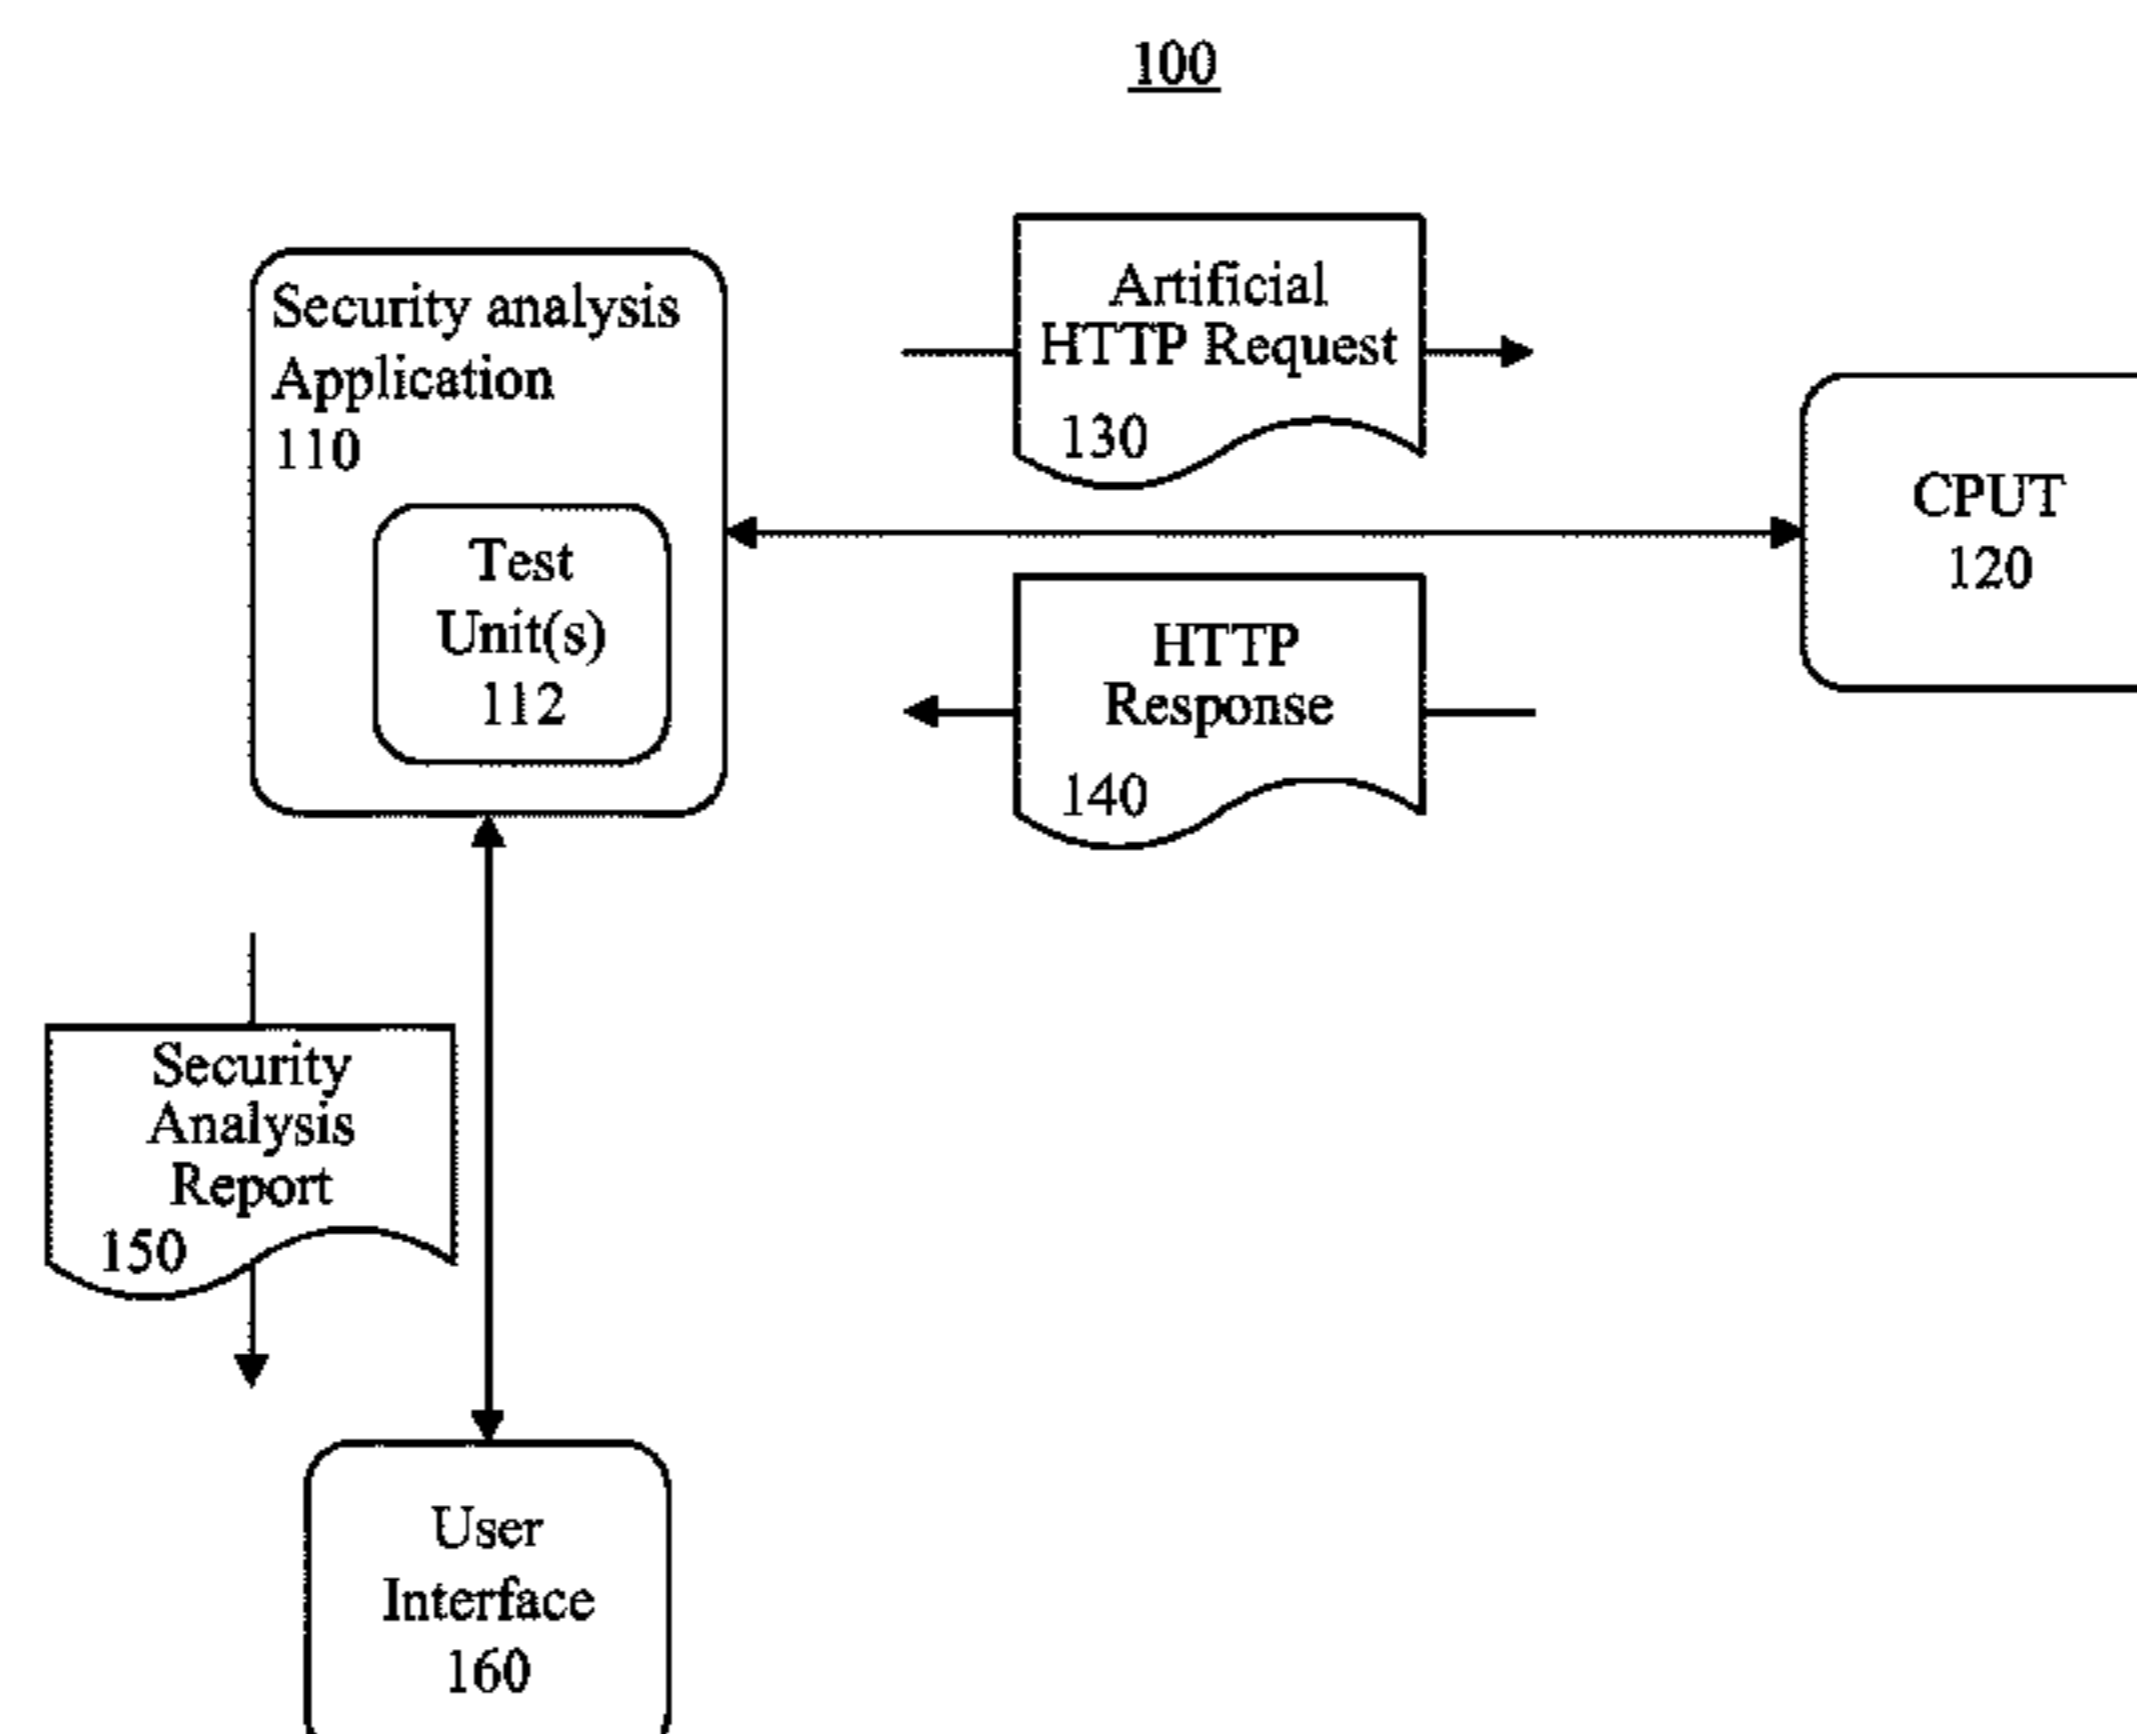 100
Security analysis
Application
110
Test
Unit(s)
112
Artificial
HTTP Request
130
CPUT
120
HTTP
Response
140
Security
Analysis
Report
150
User
Interface
160